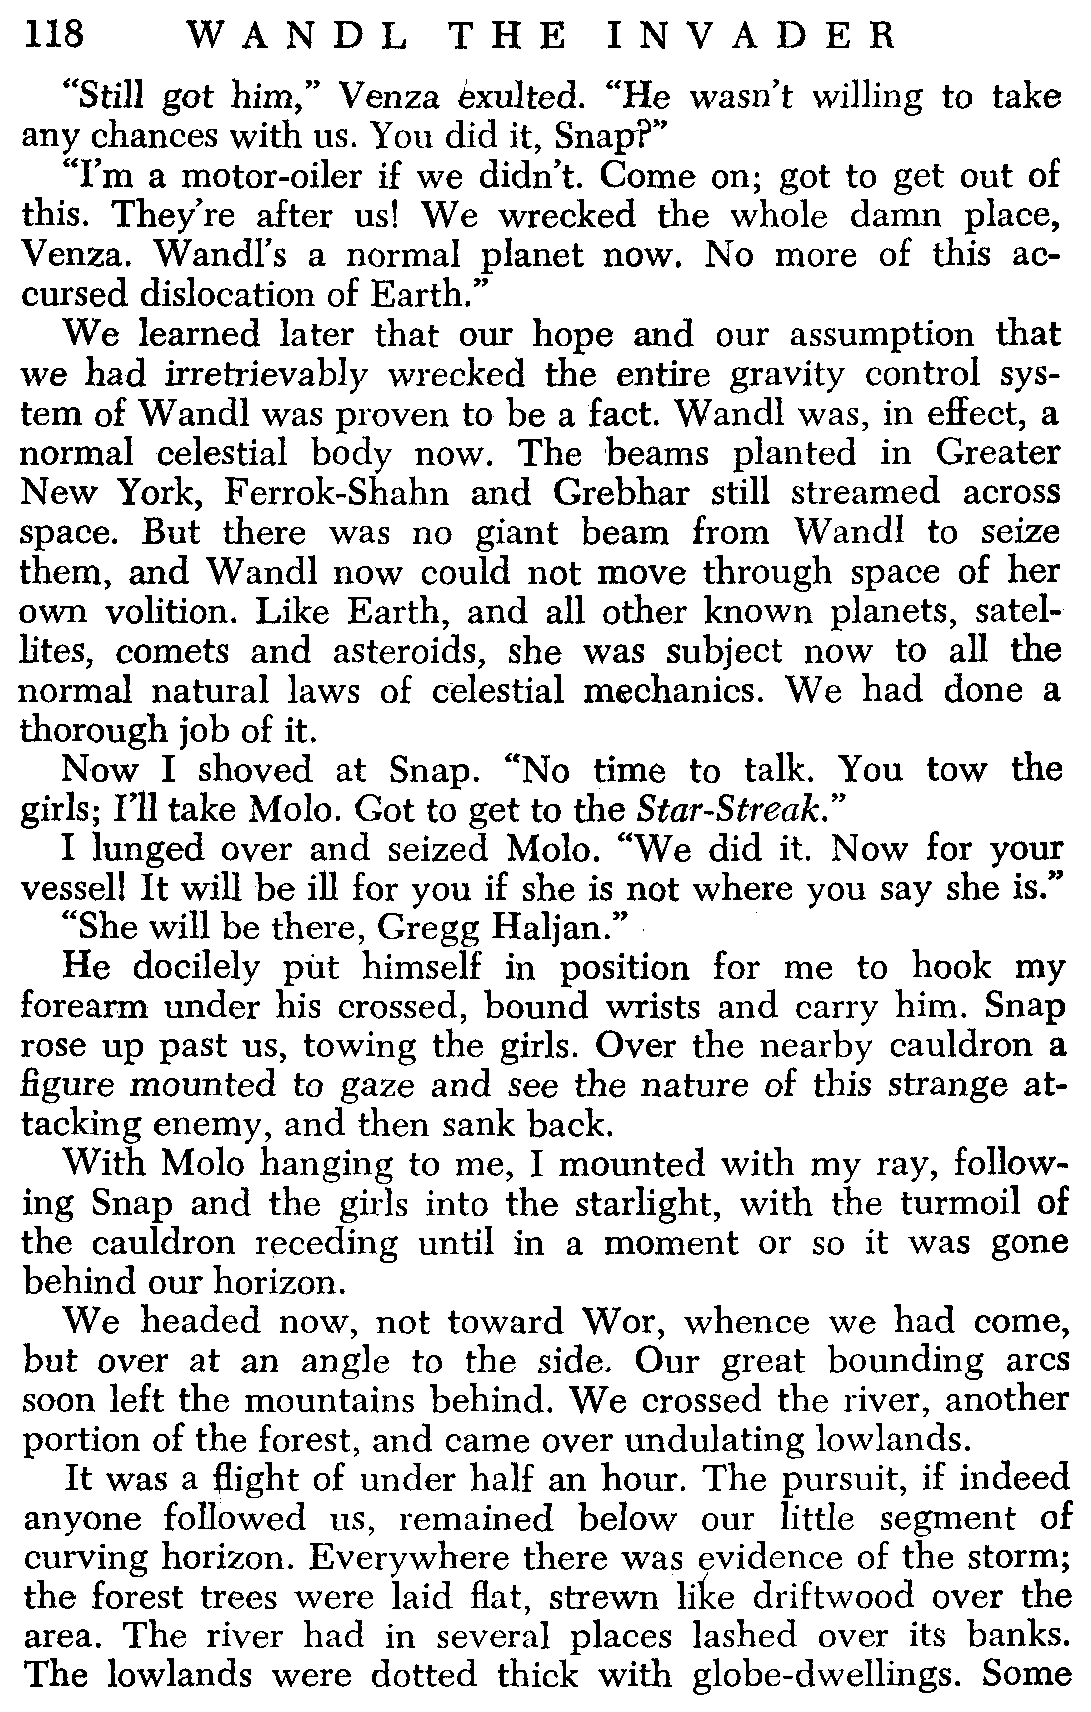 118 WANDL THE INVADER
“Still got him,” Venza exulted. “He wasn’t willing to take
any chances with us. You did it, Snap?”
“I’m a motor-oiler if we didn’t. Come on; got to get out of
this. They’re after us! We wrecked the whole damn place,
Venza. Wandl’s a normal planet now. No more of this ac-
cursed dislocation of Earth.”
We learned later that our hope and our assumption that
we had irretrievably wrecked the entire gravity control sys-
tem of Wandl was proven to be a fact. Wandl was, in effect, a
normal celestial body now. The beams planted in Greater
New York, Ferrok-Shahn and Grebhar still streamed across
space. But there was no giant beam from Wandl to seize
them, and Wandl now could not move through space of her
own volition. Like Earth, and all other known planets, satel-
lites, comets and asteroids, she was subject now to all the
normal natural laws of celestial mechanics. We had done a
thorough job of it.
Now I shoved at Snap. “No time to talk. You tow the
girls; I’ll take Molo. Got to get to the Star-Streak.”
I lunged over and seized Molo. “We did it. Now for your
vessel! It will be ill for you if she is not where you say she is.”
“She will be there, Gregg Haljan.”
He docilely put himself in position for me to hook my
forearm under his crossed, bound wrists and carry him. Snap
rose up past us, towing the girls. Over the nearby cauldron a
figure mounted to gaze and see the nature of this strange at-
tacking enemy, and then sank back.
With Molo hanging to me, I mounted with my ray, follow-
ing Snap and the girls into the starlight, with the turmoil of
the cauldron receding until in a moment or so it was gone
behind our horizon.
We headed now, not toward Wor, whence we had come,
but over at an angle to the side. Our great bounding arcs
soon left the mountains behind. We crossed the river, another
portion of the forest, and came over undulating lowlands.
It was a flight of under half an hour. The pursuit, if indeed
anyone followed us, remained below our little segment of
curving horizon. Everywhere there was evidence of the storm;
the forest trees were laid flat, strewn like driftwood over the
area. The river had in several places lashed over its banks.
The lowlands were dotted thick with globe-dwellings. Some